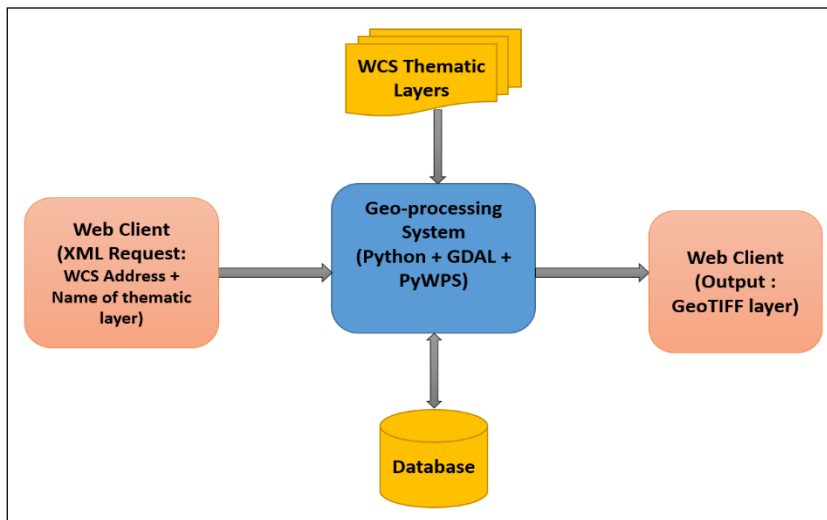 WCS Thematic
Layers
Web Client
(XML Request:
WCS Address +
Name of thematic
layer)
Geo-processing
System
(Python + GDAL +
PyWPS)
Web Client
(Output :
GeoTIFF layer)
Database